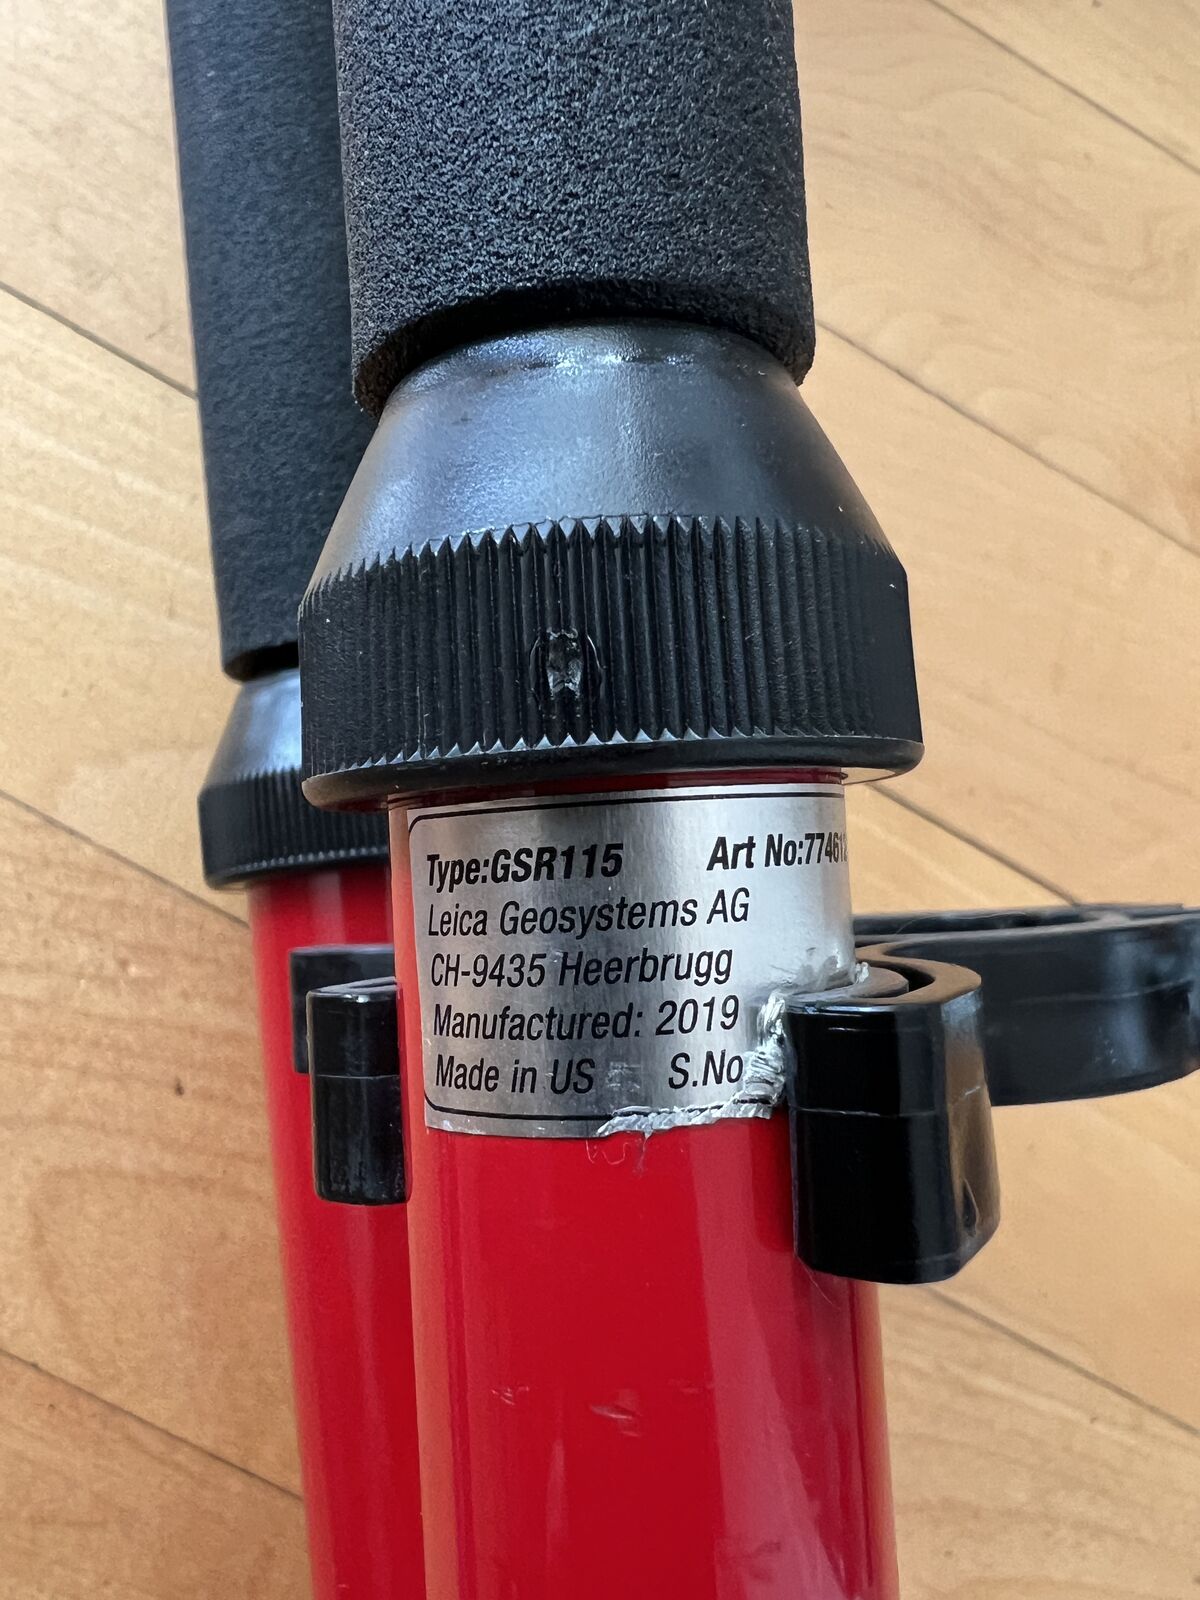 Type:GSR115 Art No:77461
Leica Geosystems AG
CH-9435 Heerbrugg
Manufactured: 2019
Made in US S.No